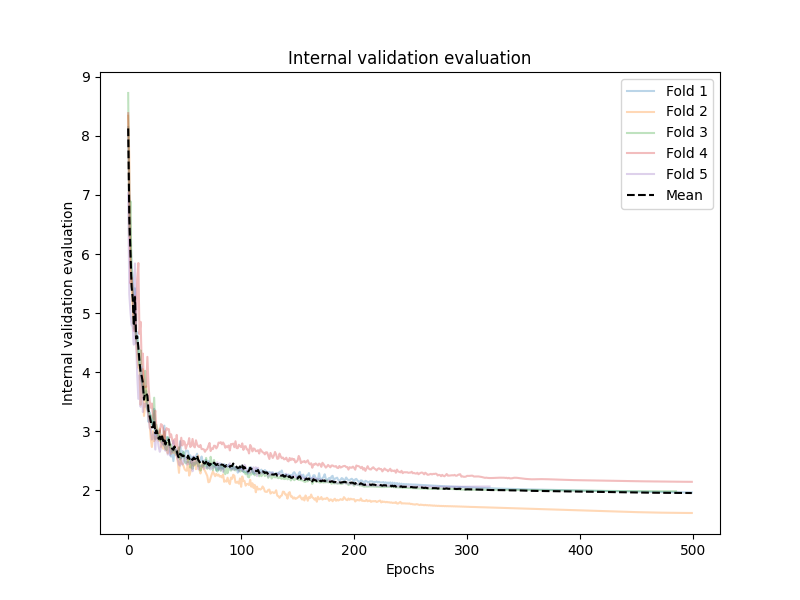 Internal validation evaluation
Internal validation evaluation
9
8
7
6
5
4
3
2
0 100 200 300 400 500
Epochs
Fold 1
Fold 2
Fold 3
Fold 4
Fold 5
Mean